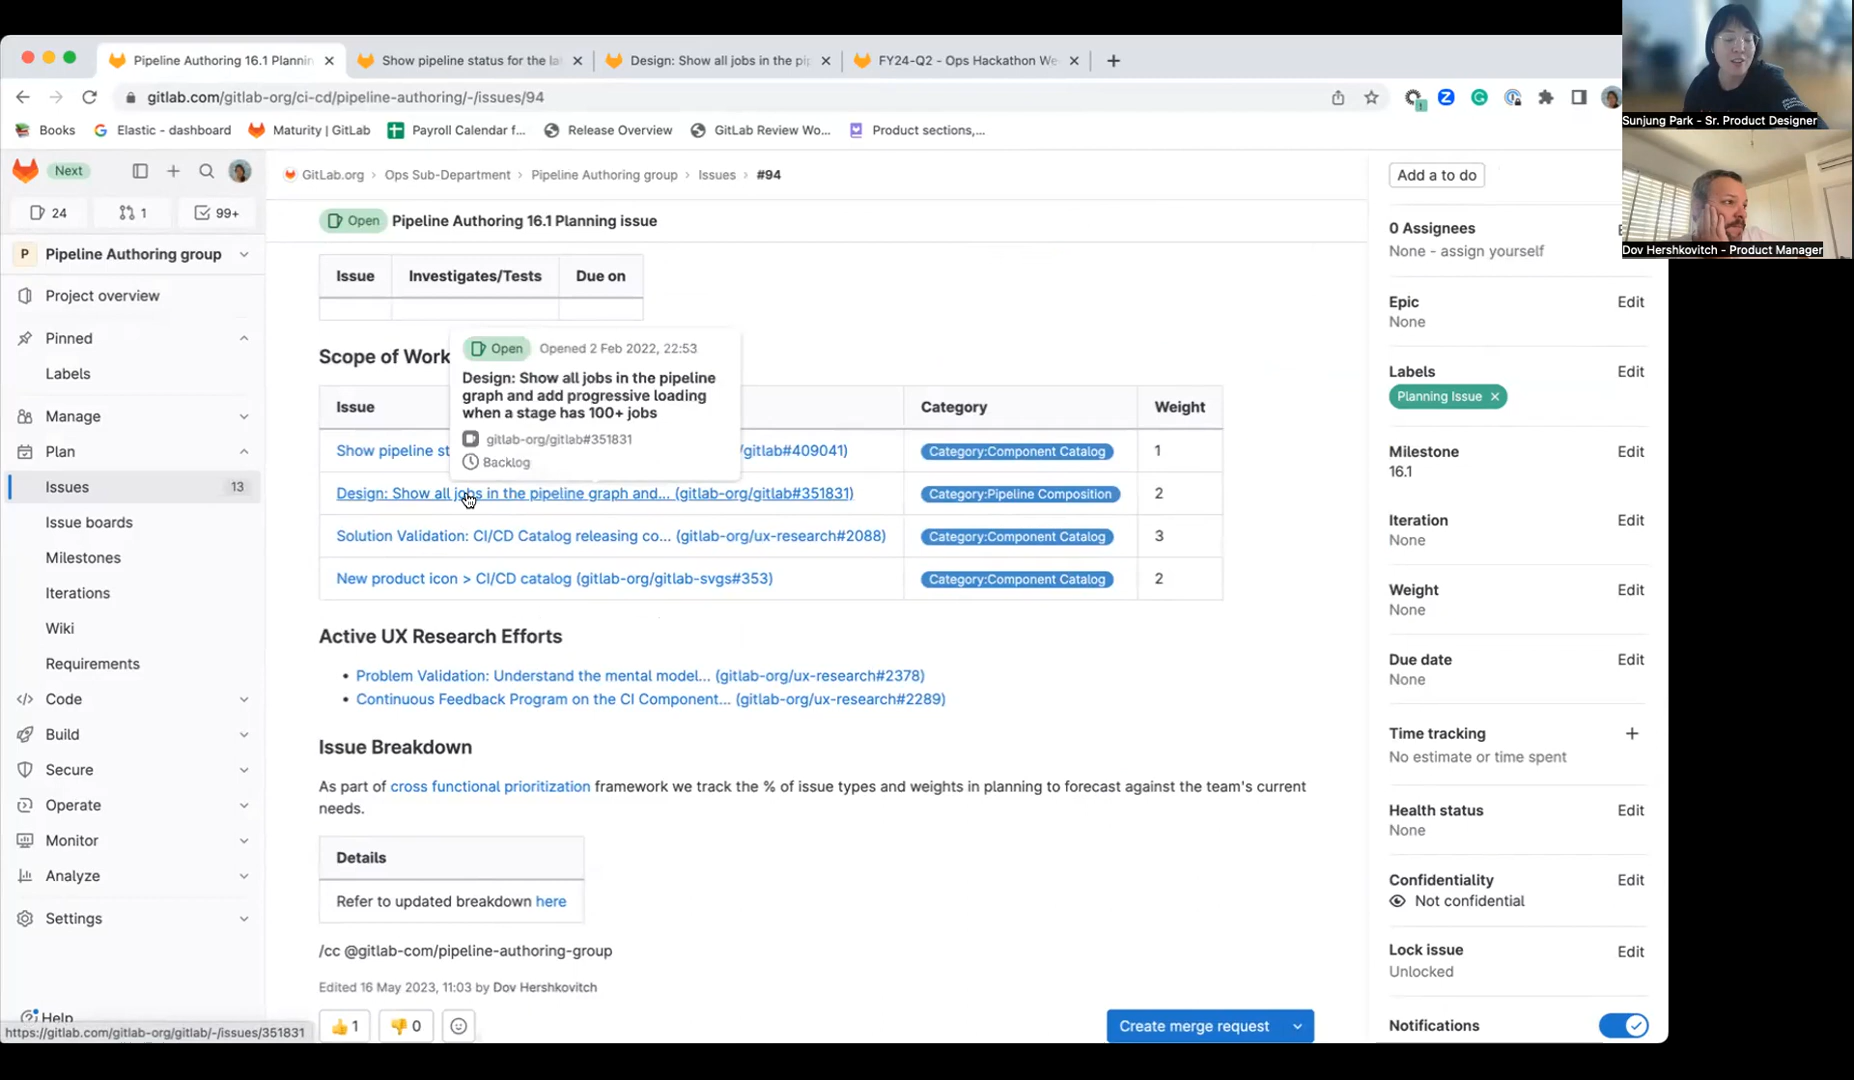 Pipeline Authoring 16.1 Plannin
Show pipeline status for the la
Design: Show all jobs in the pip
FY24-Q2 - Ops Hackathon We
gitlab.com/gitlab-org/ci-cd/pipeline-authoring/-/issues/94
Books
Elastic - dashboard
Maturity | GitLab
Payroll Calendar f...
Release Overview
GitLab Review Wo...
Product sections,...
Sunjung Park - Sr. Product Designer
Dov Hershkovitch - Product Manager
Next
24
1
99+
Pipeline Authoring group
Project overview
Pinned
Labels
Manage
Plan
Issues 13
Issue boards
Milestones
Iterations
Wiki
Requirements
Code
Build
Secure
Operate
Monitor
Analyze
Settings
Help
https://gitlab.com/gitlab-org/gitlab/-/issues/351831
GitLab.org › Ops Sub-Department › Pipeline Authoring group › Issues › #94
Open Pipeline Authoring 16.1 Planning issue
Issue Investigates/Tests Due on
Scope of Work
Open Opened 2 Feb 2022, 22:53
Design: Show all jobs in the pipeline
graph and add progressive loading
when a stage has 100+ jobs
gitlab-org/gitlab#351831
Backlog
Issue Category Weight
Show pipeline st /gitlab#409041) Category:Component Catalog 1
Design: Show all jobs in the pipeline graph and... (gitlab-org/gitlab#351831) Category:Pipeline Composition 2
Solution Validation: CI/CD Catalog releasing co... (gitlab-org/ux-research#2088) Category:Component Catalog 3
New product icon > CI/CD catalog (gitlab-org/gitlab-svgs#353) Category:Component Catalog 2
Active UX Research Efforts
• Problem Validation: Understand the mental model... (gitlab-org/ux-research#2378)
• Continuous Feedback Program on the CI Component... (gitlab-org/ux-research#2289)
Issue Breakdown
As part of cross functional prioritization framework we track the % of issue types and weights in planning to forecast against the team's current
needs.
Details
Refer to updated breakdown here
/cc @gitlab-com/pipeline-authoring-group
Edited 16 May 2023, 11:03 by Dov Hershkovitch
1
0
Create merge request
Add a to do
0 Assignees
None - assign yourself
Epic Edit
None
Labels Edit
Planning Issue
Milestone Edit
16.1
Iteration Edit
None
Weight Edit
None
Due date Edit
None
Time tracking
No estimate or time spent
Health status Edit
None
Confidentiality Edit
Not confidential
Lock issue Edit
Unlocked
Notifications